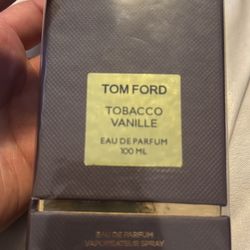 TOM FORD
TOBACCO
VANILLE
EAU DE PARFUM
100 ML
EAU DE PARFUM
VAPORISATEUR SPRAY